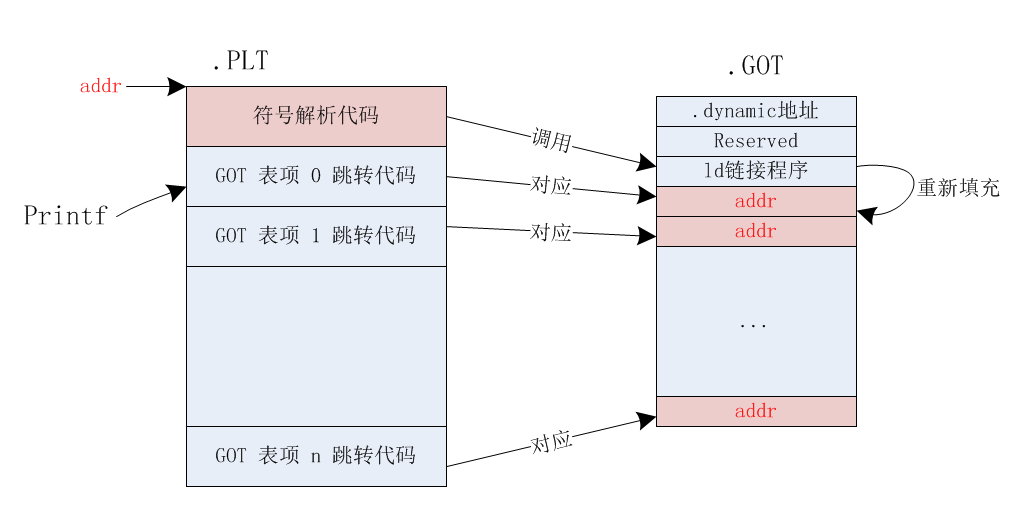 .PLT
addr
符号解析代码
GOT 表项 0 跳转代码
Printf
GOT 表项 1 跳转代码
GOT 表项 n 跳转代码
调用
对应
对应
对应
.GOT
.dynamic地址
Reserved
ld链接程序
addr
addr
...
addr
重新填充